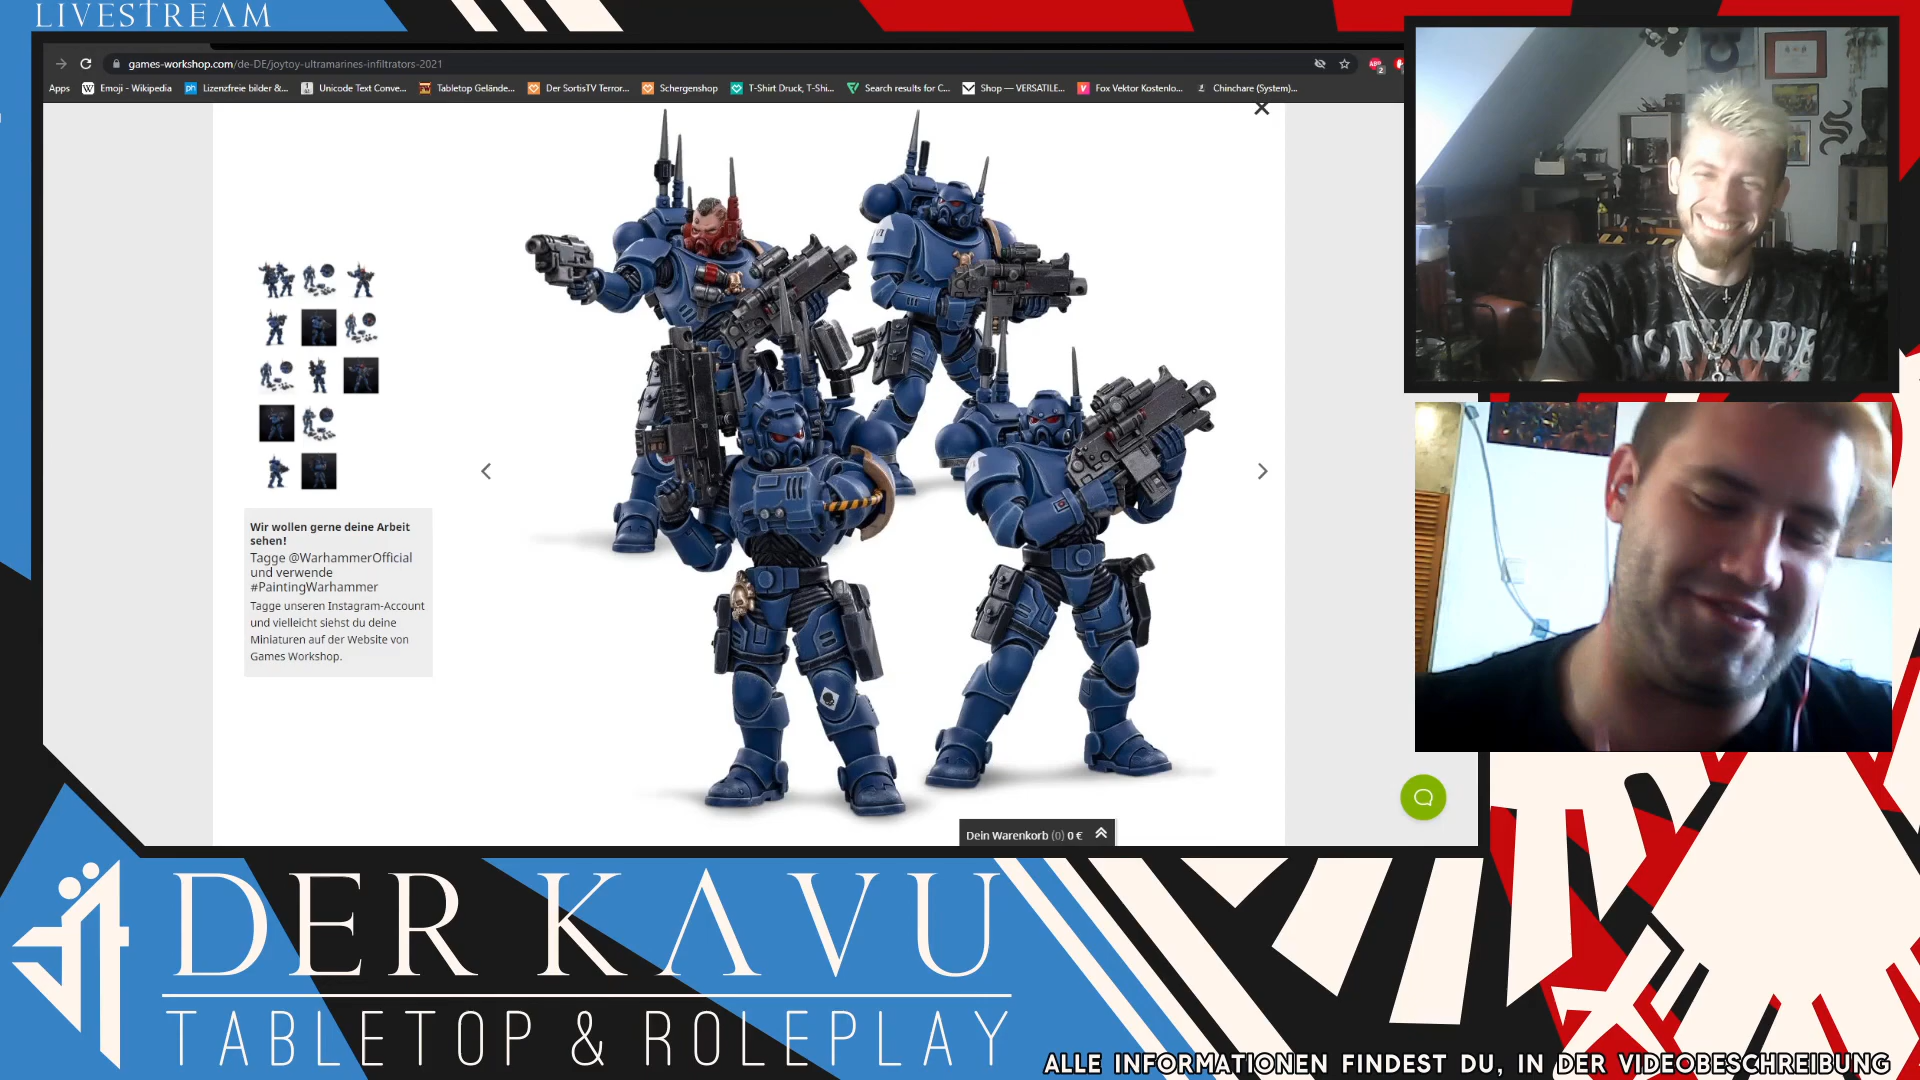 LIVESTREAM
games-workshop.com/de-DE/joytoy-ultramarines-infiltrators-2021
Apps
Emoji - Wikipedia
Lizenzfreie bilder &...
Unicode Text Conve...
Tabletop Gelände...
Der SortisTV Terror...
Schergenshop
T-Shirt Druck, T-Shi...
Search results for C...
Shop — VERSATILE...
Fox Vektor Kostenlo...
Chinchare (System)...
Wir wollen gerne deine Arbeit
sehen!
Tagge @WarhammerOfficial
und verwende
#PaintingWarhammer
Tagge unseren Instagram-Account
und vielleicht siehst du deine
Miniaturen auf der Website von
Games Workshop.
Dein Warenkorb (0) 0 €
DER KAVU
TABLETOP & ROLEPLAY
ALLE INFORMATIONEN FINDEST DU, IN DER VIDEOBESCHREIBUNG